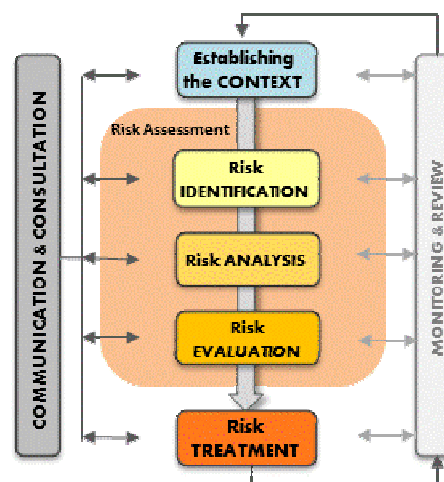 Establishing
the CONTEXT
Risk Assessment
Risk
IDENTIFICATION
Risk ANALYSIS
Risk
EVALUATION
Risk
TREATMENT
COMMUNICATION & CONSULTATION
MONITORING & REVIEW